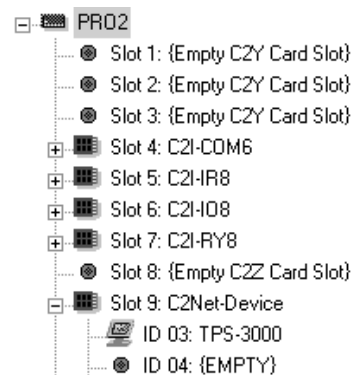 PRO2
Slot 1: {Empty C2Y Card Slot}
Slot 2: {Empty C2Y Card Slot}
Slot 3: {Empty C2Y Card Slot}
Slot 4: C2I-COM6
Slot 5: C2I-IR8
Slot 6: C2I-IO8
Slot 7: C2I-RY8
Slot 8: {Empty C2Z Card Slot}
Slot 9: C2Net-Device
ID 03: TPS-3000
ID 04: {EMPTY}